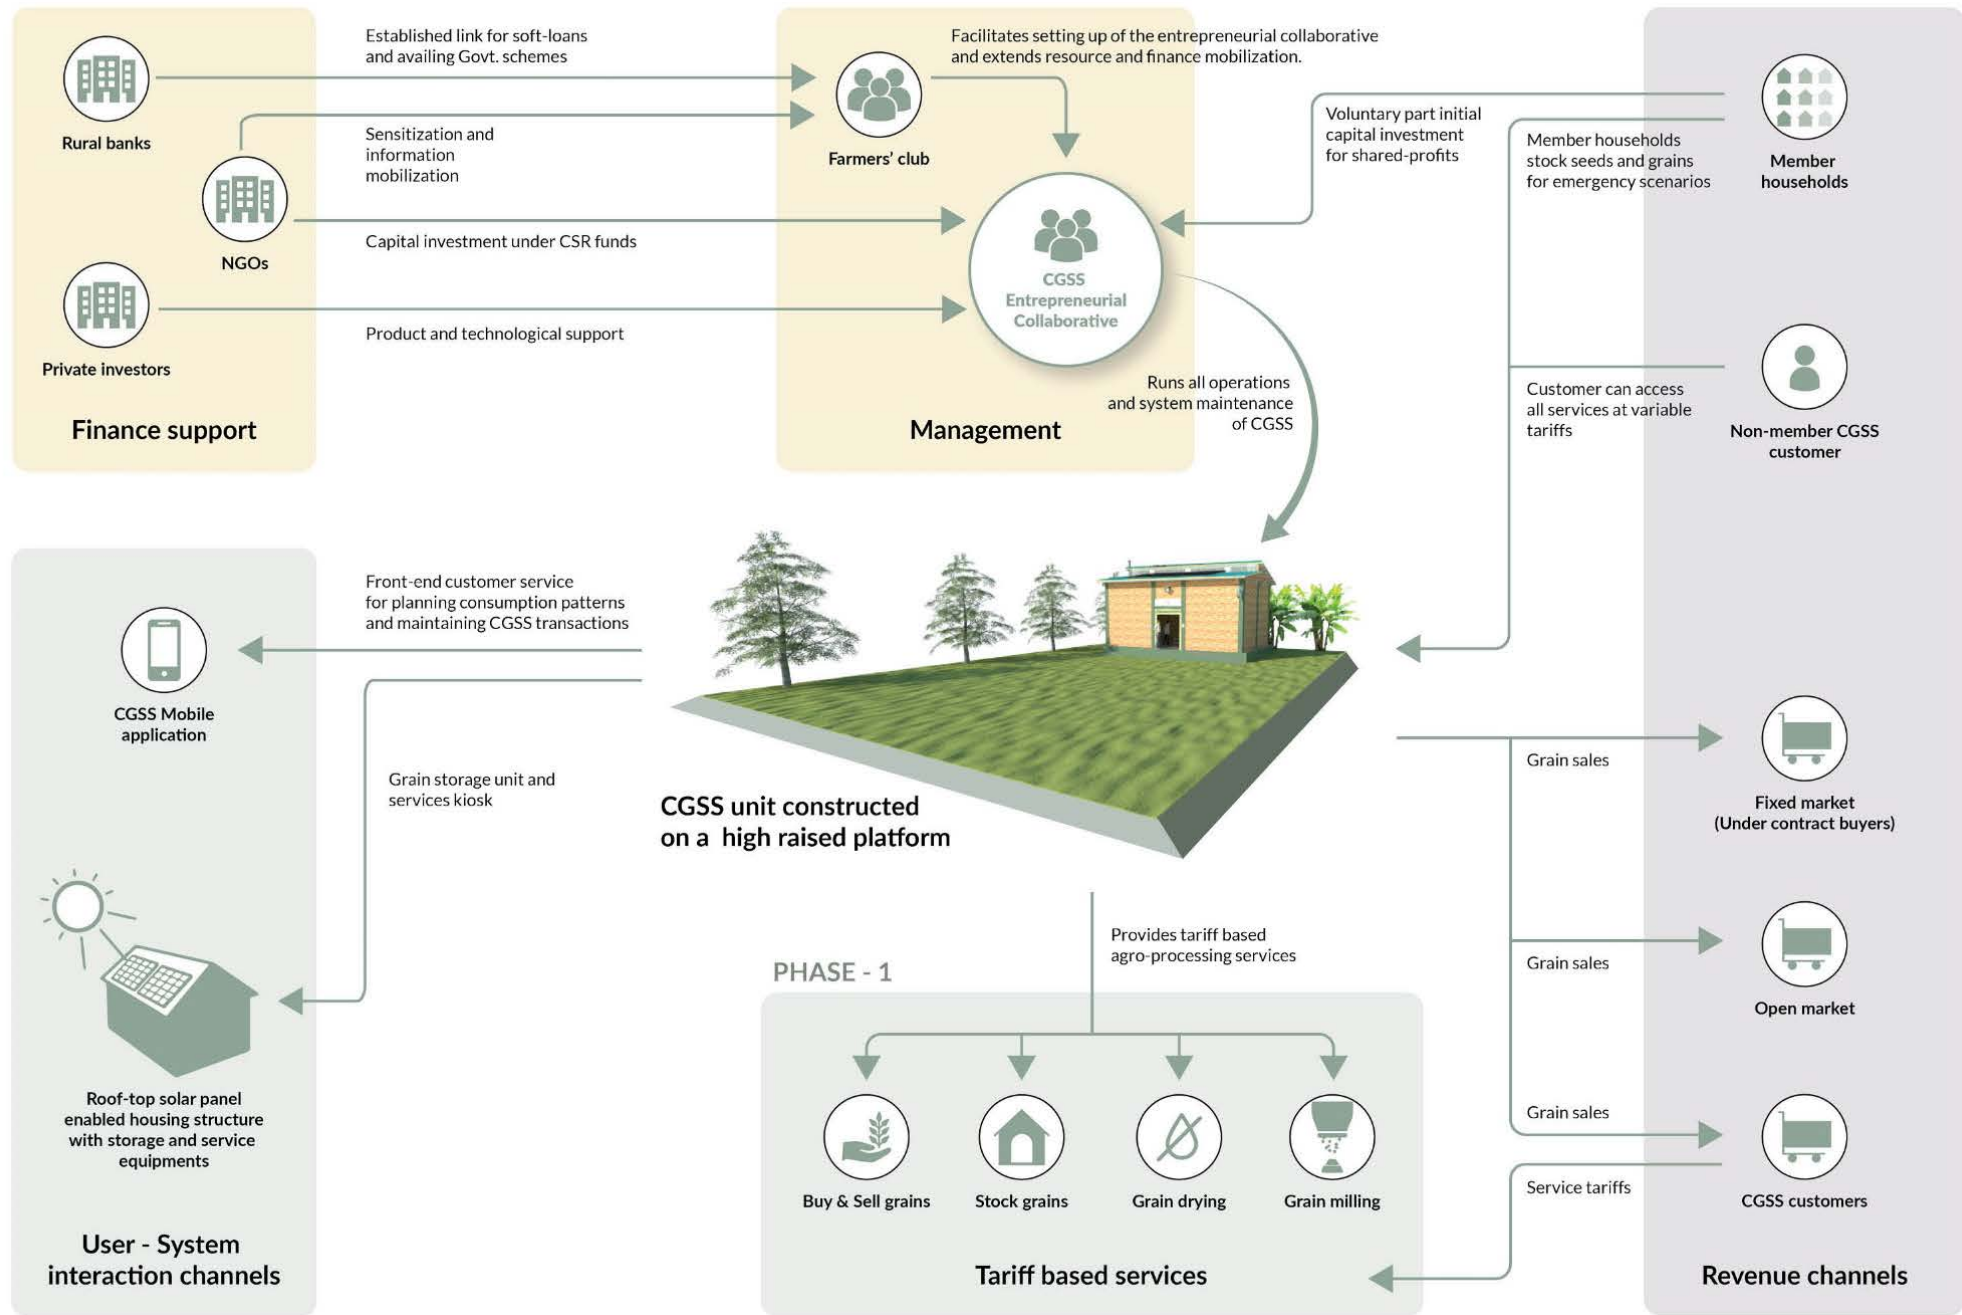 Established link for soft-loans
and availing Govt. schemes
Rural banks
Sensitization and
information
mobilization
NGOs
Capital investment under CSR funds
Private investors
Product and technological support
Finance support
Facilitates setting up of the entrepreneurial collaborative
and extends resource and finance mobilization.
Farmers' club
CGSS
Entrepreneurial
Collaborative
Management
Runs all operations
and system maintenance
of CGSS
Voluntary part initial
capital investment
for shared-profits
Member households
stock seeds and grains
for emergency scenarios
Member
households
Customer can access
all services at variable
tariffs
Non-member CGSS
customer
Front-end customer service
for planning consumption patterns
and maintaining CGSS transactions
CGSS Mobile
application
Grain storage unit and
services kiosk
Roof-top solar panel
enabled housing structure
with storage and service
equipments
User - System
interaction channels
CGSS unit constructed
on a high raised platform
Provides tariff based
agro-processing services
PHASE - 1
Buy & Sell grains
Stock grains
Grain drying
Grain milling
Tariff based services
Grain sales
Fixed market
(Under contract buyers)
Grain sales
Open market
Grain sales
CGSS customers
Service tariffs
Revenue channels